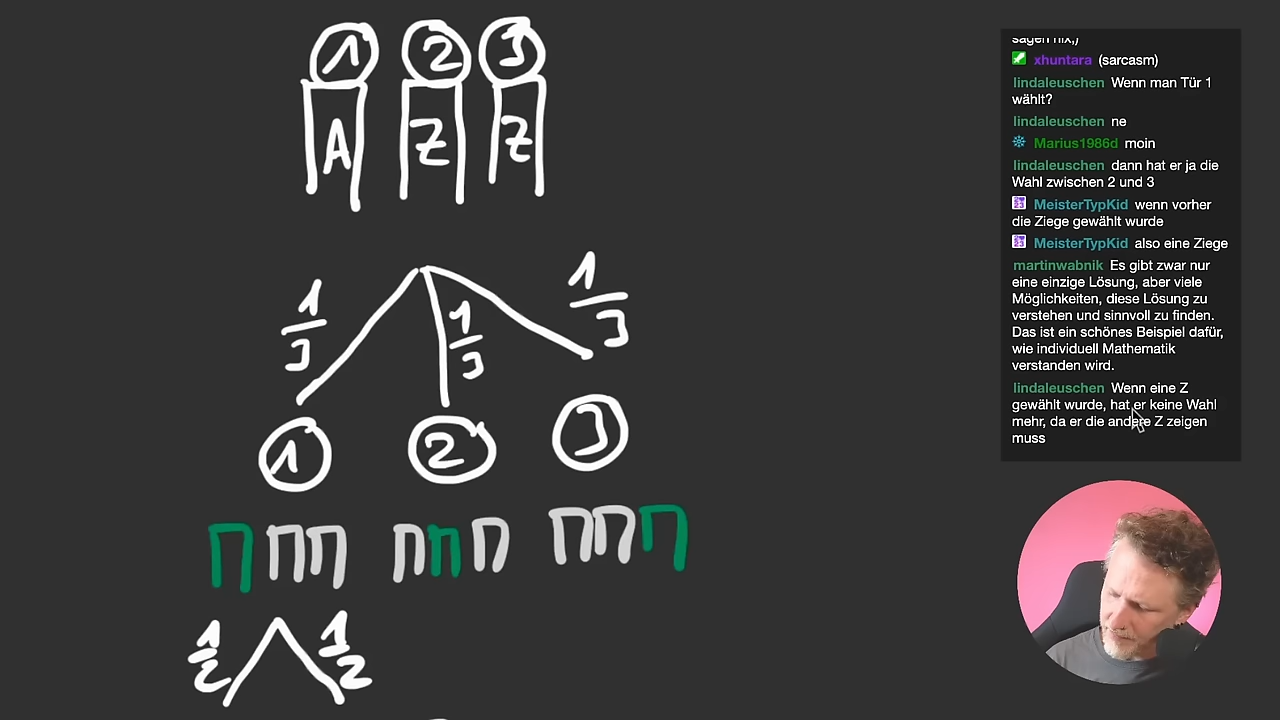 1 2 3
A Z Z
1/3 1/3 1/3
1 2 3
1/2 1/2
sagen nix;)
xhuntara (sarcasm)
lindaleuschen Wenn man Tür 1
wählt?
lindaleuschen ne
Marius1986d moin
lindaleuschen dann hat er ja die
Wahl zwischen 2 und 3
MeisterTypKid wenn vorher
die Ziege gewählt wurde
MeisterTypKid also eine Ziege
martinwabnik Es gibt zwar nur
eine einzige Lösung, aber viele
Möglichkeiten, diese Lösung zu
verstehen und sinnvoll zu finden.
Das ist ein schönes Beispiel dafür,
wie individuell Mathematik
verstanden wird.
lindaleuschen Wenn eine Z
gewählt wurde, hat er keine Wahl
mehr, da er die andere Z zeigen
muss